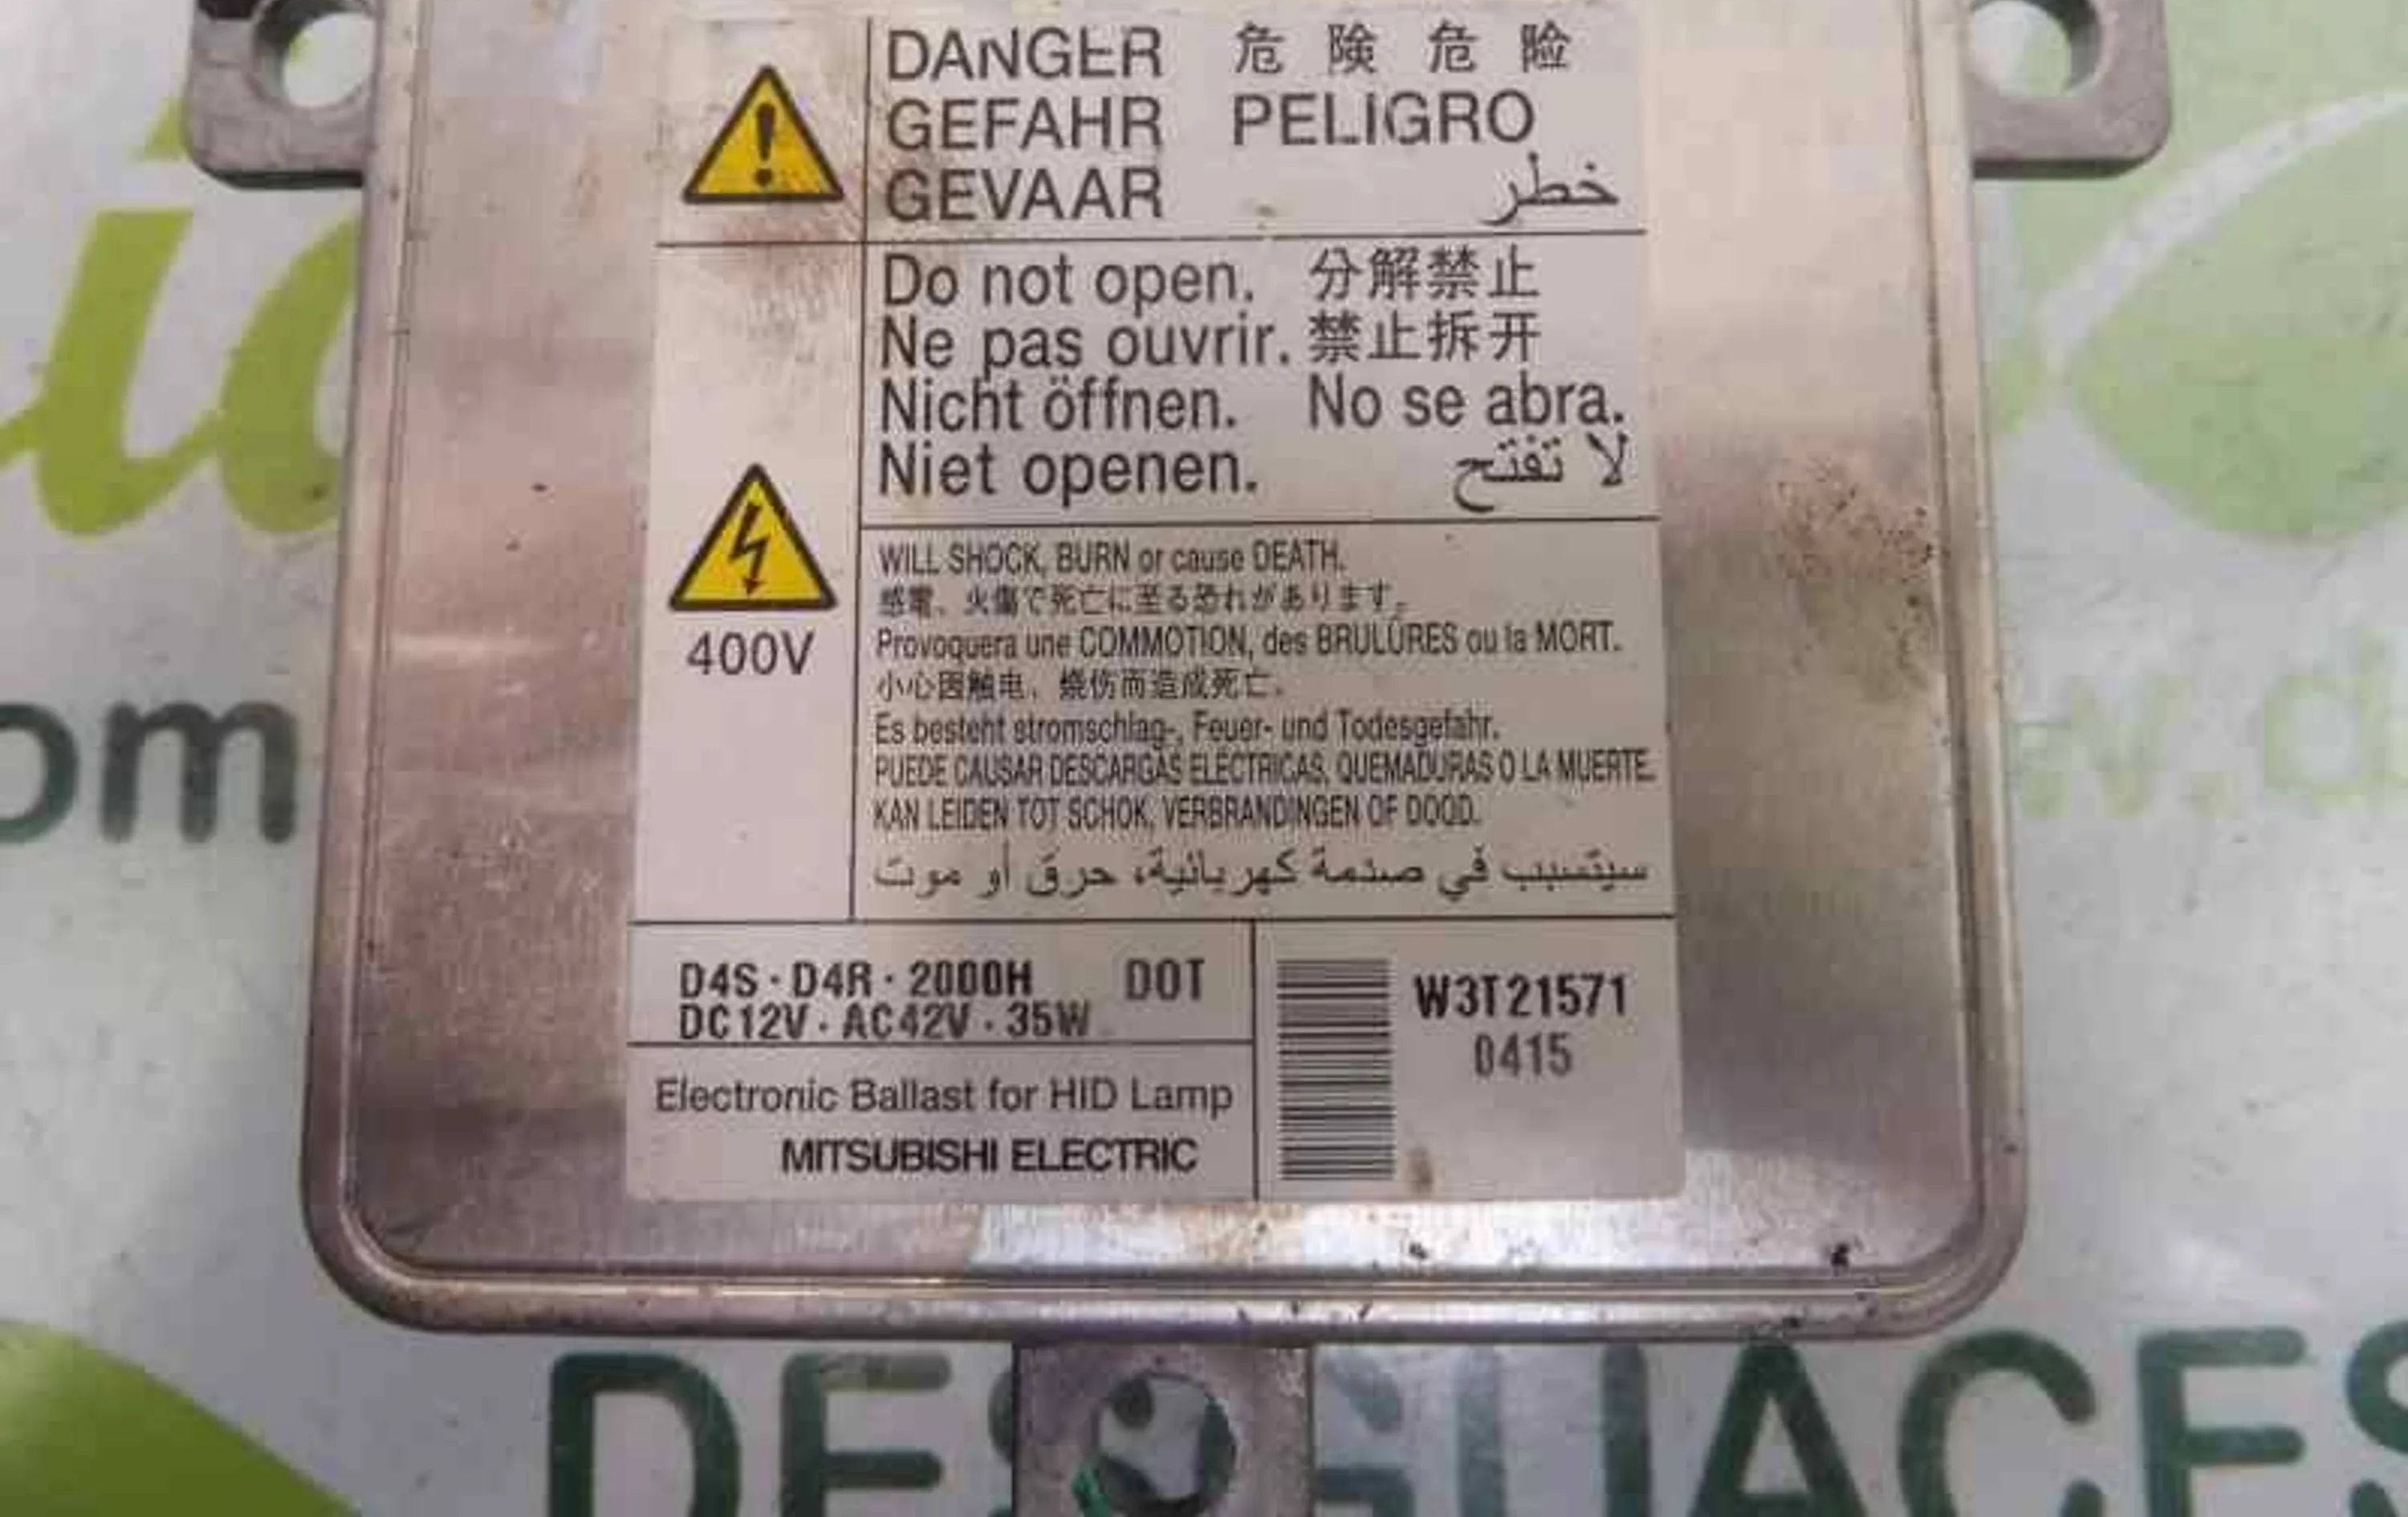 DANGER 危 険 危 险
GEFAHR PELIGRO
GEVAAR خطر
Do not open. 分解禁止
Ne pas ouvrir. 禁止拆开
Nicht öffnen. No se abra.
Niet openen. لا تفتح
WILL SHOCK, BURN or cause DEATH.
感電、火傷で死亡に至る恐れがあります。
400V
Provoquera une COMMOTION, des BRULÛRES ou la MORT.
小心因触电、烧伤而造成死亡。
Es besteht stromschlag-, Feuer- und Todesgefahr.
PUEDE CAUSAR DESCARGAS ELECTRICAS, QUEMADURAS O LA MUERTE.
KAN LEIDEN TOT SCHOK, VERBRANDINGEN OF DOOD.
سيتسبب في صدمة كهربائية، حرق أو موت
D4S · D4R · 2000H DOT
DC12V · AC42V · 35W
W3T21571
0415
Electronic Ballast for HID Lamp
MITSUBISHI ELECTRIC
om
w.d
DESGUACES